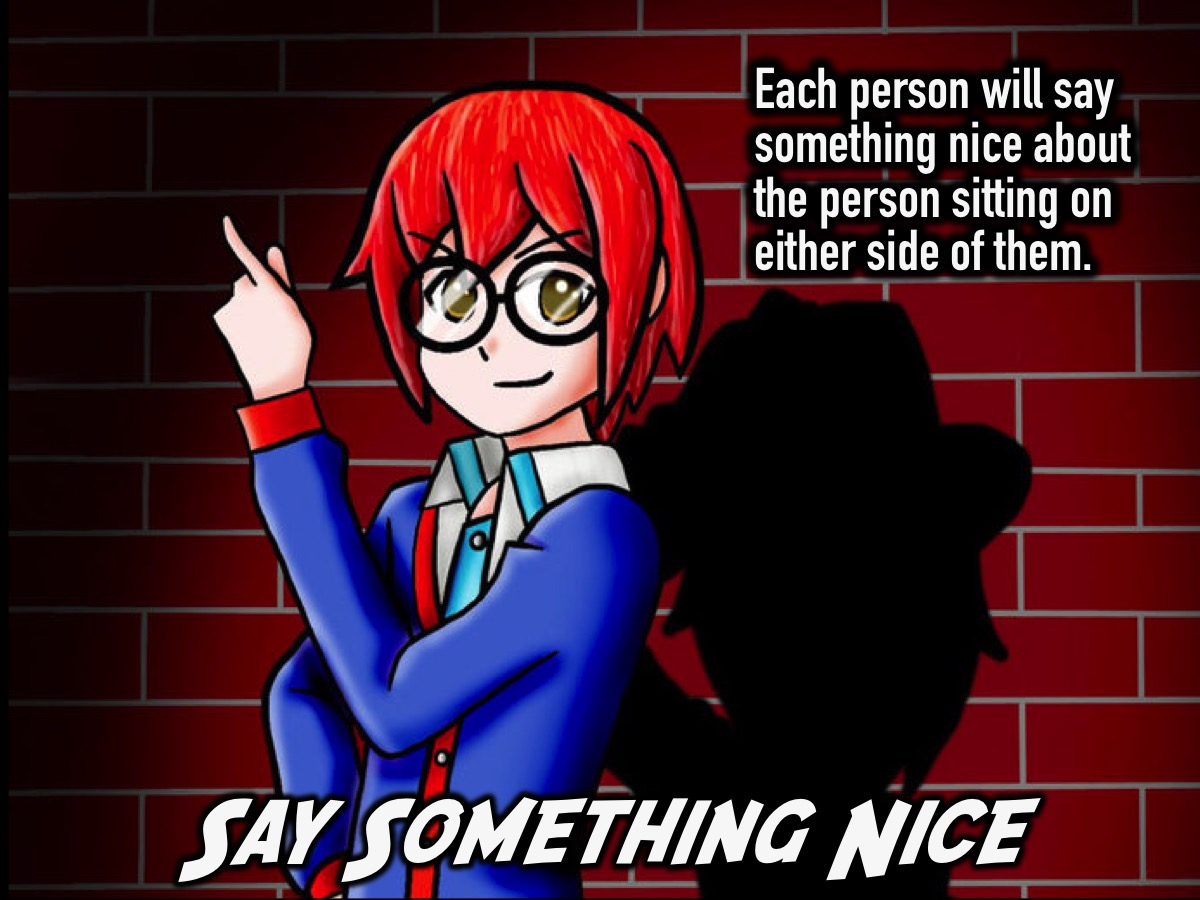 Each person will say
something nice about
the person sitting on
either side of them.
Say Something Nice